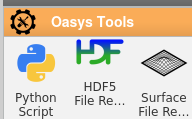 Oasys Tools
HDF
Python
Script
HDF5
File Re...
Surface
File Re...